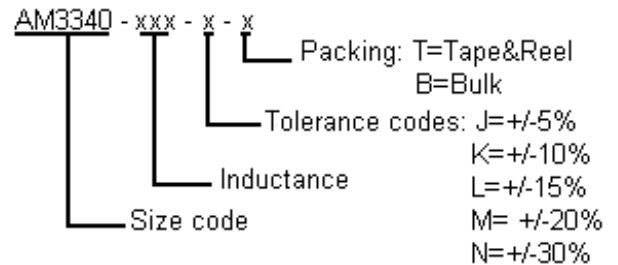 AM3340 - xxx - x - x
Packing: T=Tape&Reel
B=Bulk
Tolerance codes: J=+/-5%
K=+/-10%
Inductance
L=+/-15%
Size code
M= +/-20%
N=+/-30%